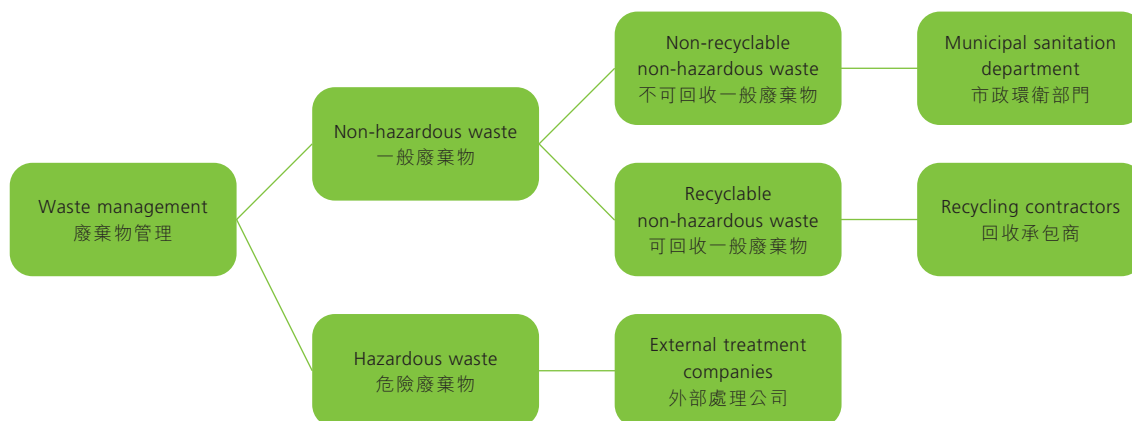 Non-recyclable
non-hazardous waste
不可回收一般廢棄物
Municipal sanitation
department
市政環衛部門
Non-hazardous waste
一般廢棄物
Waste management
廢棄物管理
Recyclable
non-hazardous waste
可回收一般廢棄物
Recycling contractors
回收承包商
Hazardous waste
危險廢棄物
External treatment
companies
外部處理公司